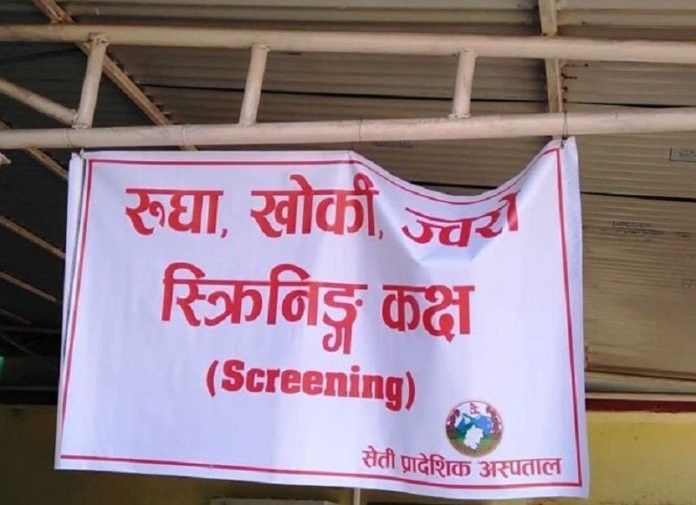 रुघा, खोकी, ज्वरो
स्क्रिनिङ्ग कक्ष
(Screening)
सेती प्रादेशिक अस्पताल